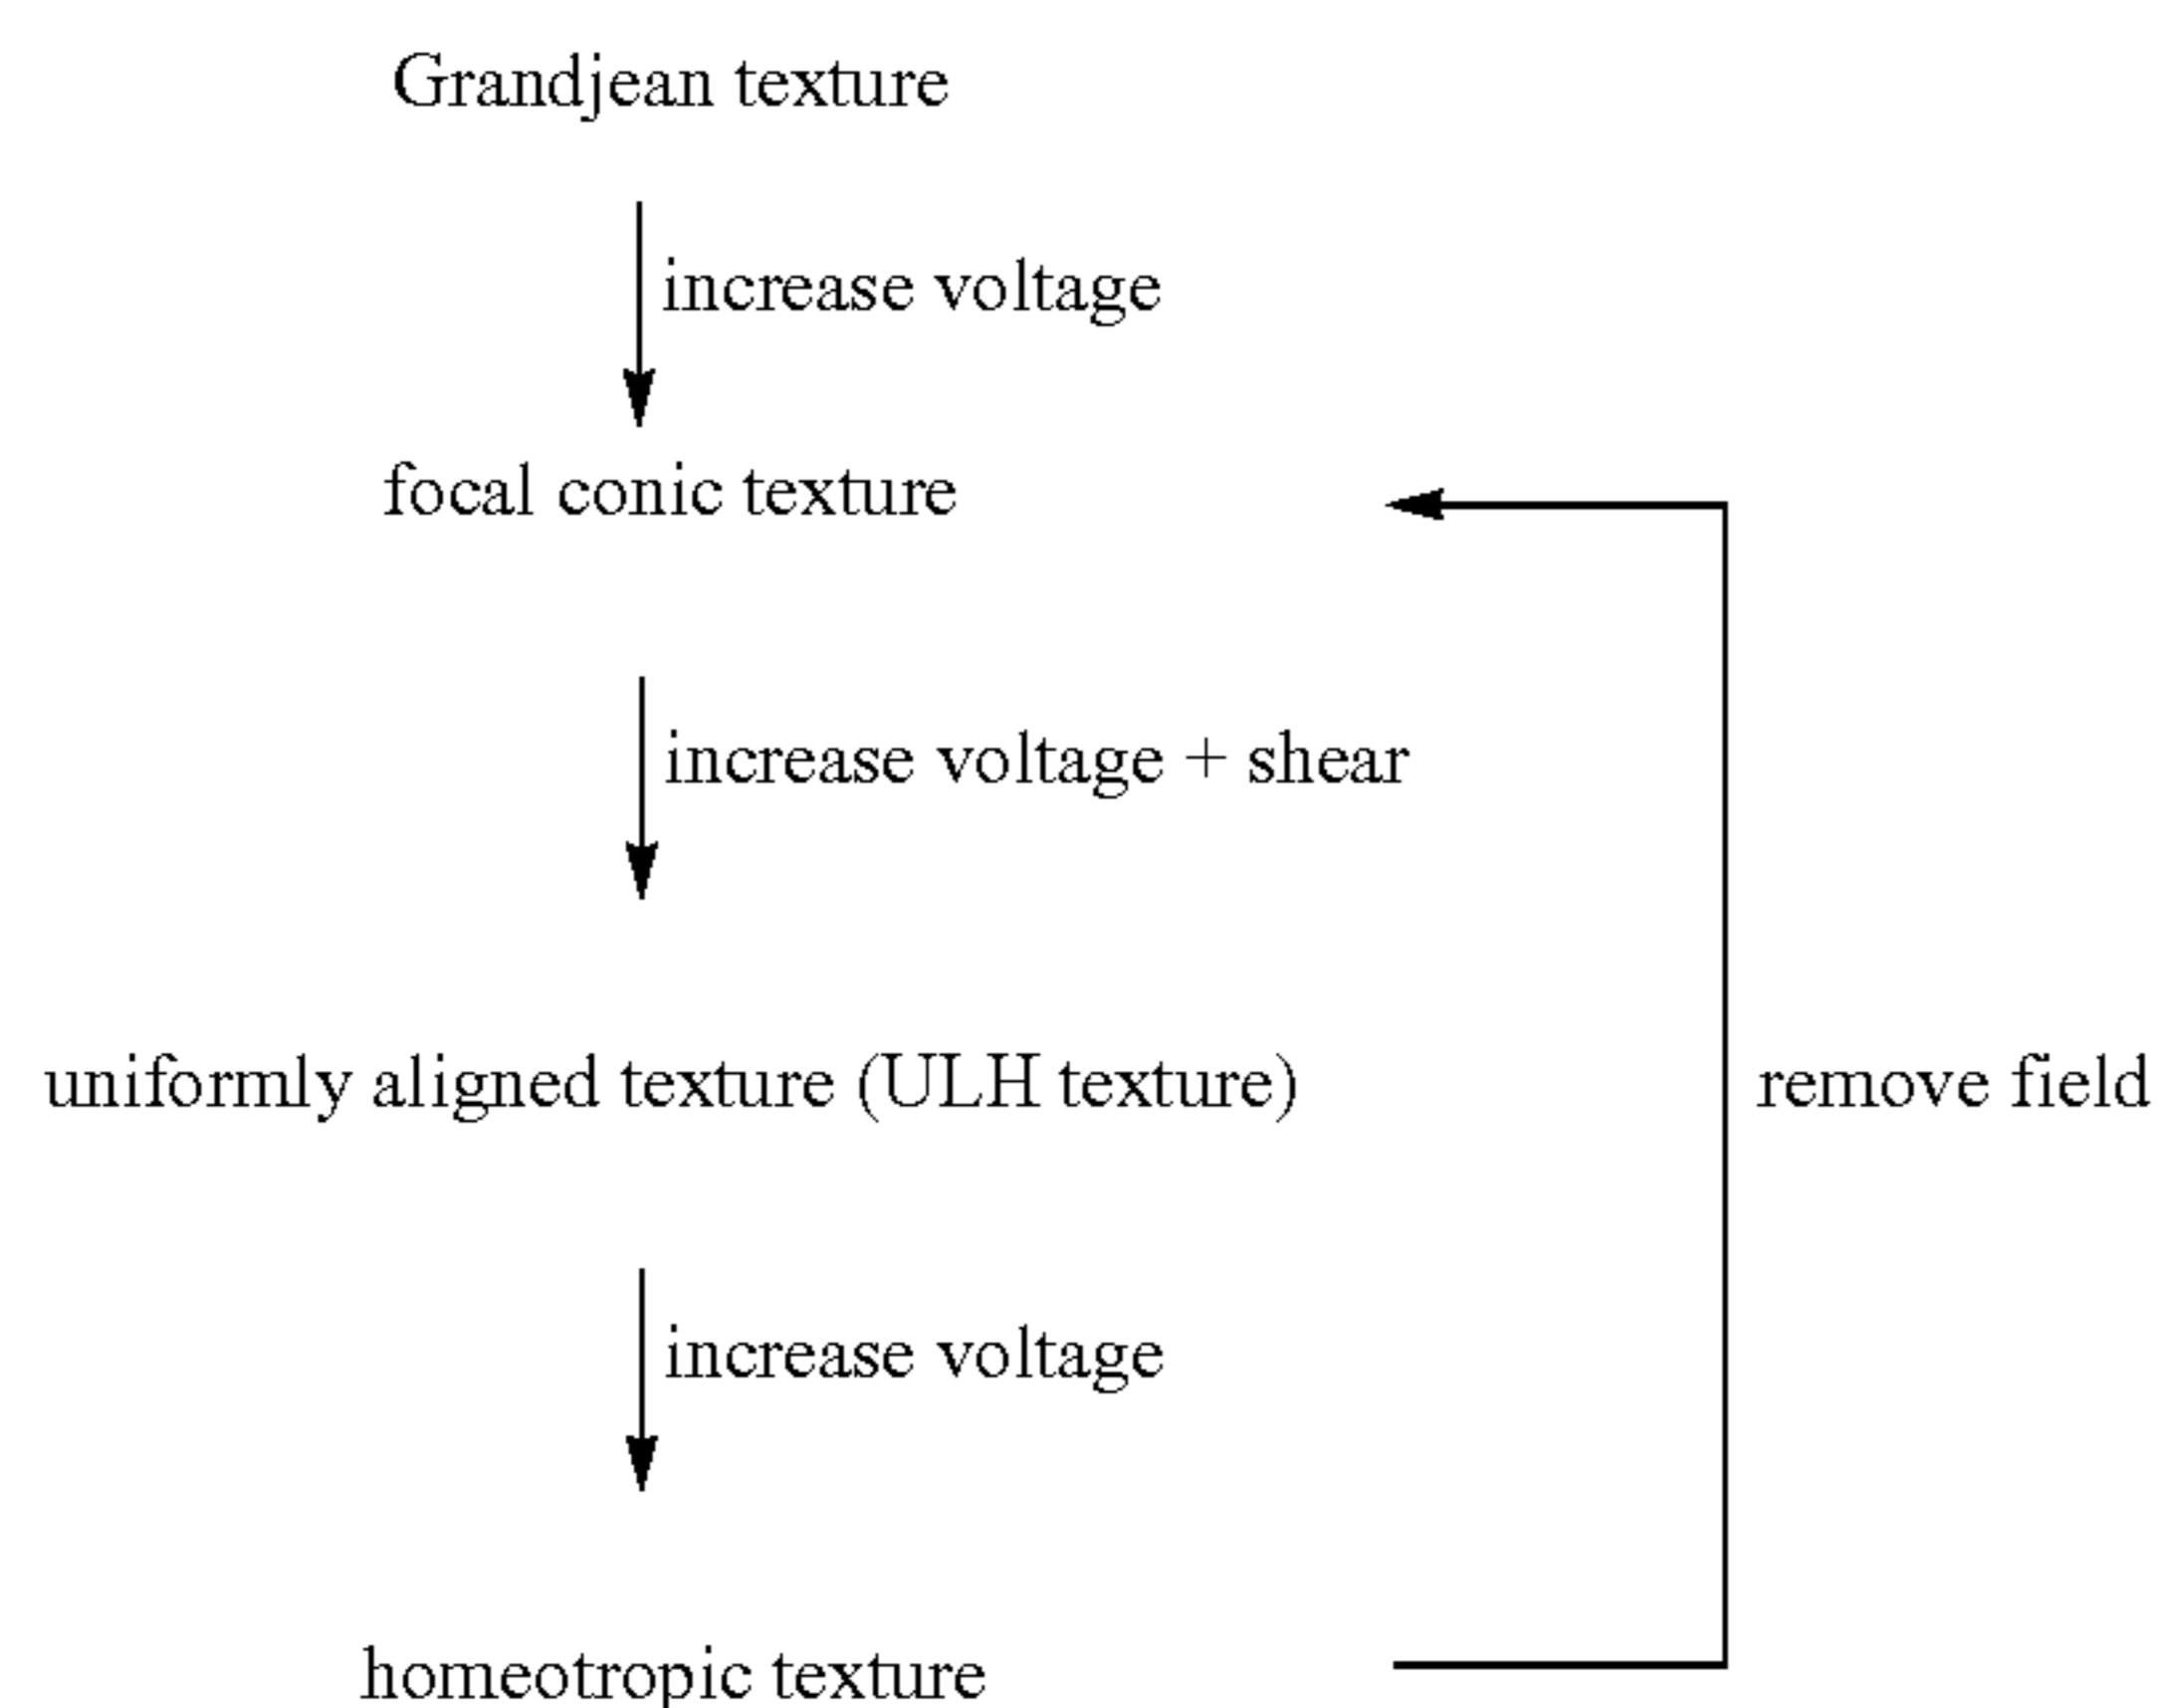 Grandjean texture
increase voltage
focal conic texture
increase voltage + shear
uniformly aligned texture (ULH texture)
remove field
increase voltage
homeotropic texture